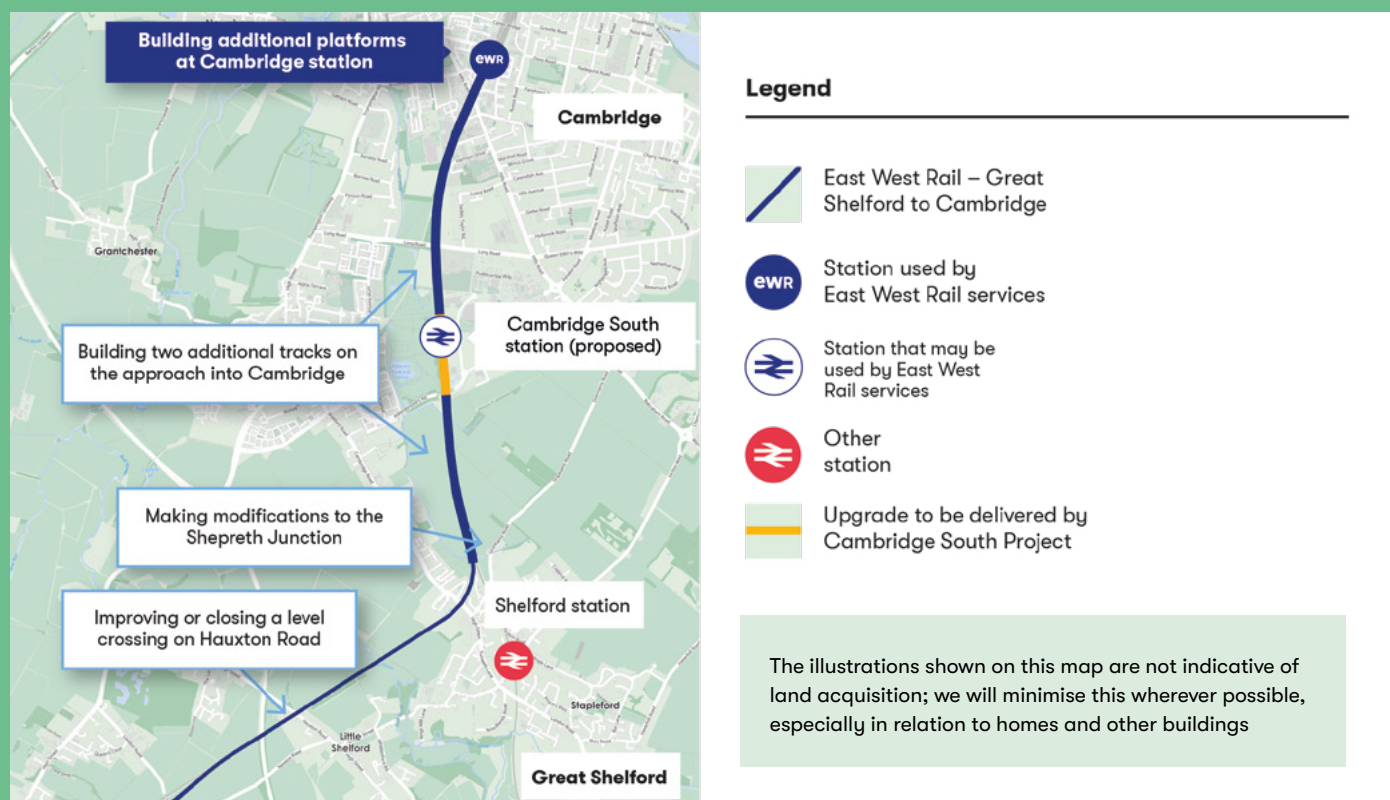 Building additional platforms
at Cambridge station
ewR
Cambridge
Grantchester
Long Road
Cambridge South
station (proposed)
Building two additional tracks on
the approach into Cambridge
Making modifications to the
Shepreth Junction
Shelford station
Improving or closing a level
crossing on Hauxton Road
Stapleford
Little
Shelford
Great Shelford
Legend
East West Rail – Great
Shelford to Cambridge
ewR
Station used by
East West Rail services
Station that may be
used by East West
Rail services
Other
station
Upgrade to be delivered by
Cambridge South Project
The illustrations shown on this map are not indicative of
land acquisition; we will minimise this wherever possible,
especially in relation to homes and other buildings